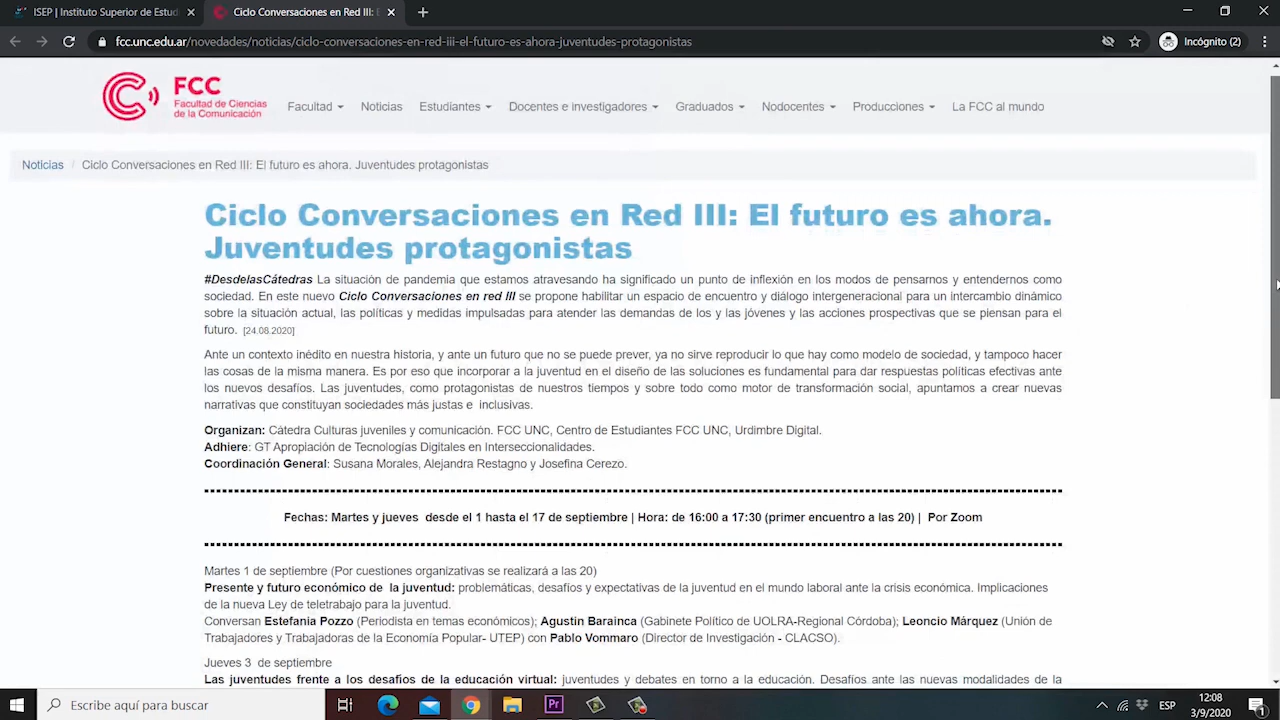 ISEP | Instituto Superior de Estud
Ciclo Conversaciones en Red III: E
fcc.unc.edu.ar/novedades/noticias/ciclo-conversaciones-en-red-iii-el-futuro-es-ahora-juventudes-protagonistas
Incógnito (2)
FCC
Facultad de Ciencias
de la Comunicación
Facultad Noticias Estudiantes Docentes e investigadores Graduados Nodocentes Producciones La FCC al mundo
Noticias / Ciclo Conversaciones en Red III: El futuro es ahora. Juventudes protagonistas
Ciclo Conversaciones en Red III: El futuro es ahora.
Juventudes protagonistas
#DesdelasCátedras La situación de pandemia que estamos atravesando ha significado un punto de inflexión en los modos de pensarnos y entendernos como
sociedad. En este nuevo Ciclo Conversaciones en red III se propone habilitar un espacio de encuentro y diálogo intergeneracional para un intercambio dinámico
sobre la situación actual, las políticas y medidas impulsadas para atender las demandas de los y las jóvenes y las acciones prospectivas que se piensan para el
futuro. [24.08.2020]
Ante un contexto inédito en nuestra historia, y ante un futuro que no se puede prever, ya no sirve reproducir lo que hay como modelo de sociedad, y tampoco hacer
las cosas de la misma manera. Es por eso que incorporar a la juventud en el diseño de las soluciones es fundamental para dar respuestas políticas efectivas ante
los nuevos desafíos. Las juventudes, como protagonistas de nuestros tiempos y sobre todo como motor de transformación social, apuntamos a crear nuevas
narrativas que constituyan sociedades más justas e inclusivas.
Organizan: Cátedra Culturas juveniles y comunicación. FCC UNC, Centro de Estudiantes FCC UNC, Urdimbre Digital.
Adhiere: GT Apropiación de Tecnologías Digitales en Interseccionalidades.
Coordinación General: Susana Morales, Alejandra Restagno y Josefina Cerezo.
Fechas: Martes y jueves desde el 1 hasta el 17 de septiembre | Hora: de 16:00 a 17:30 (primer encuentro a las 20) | Por Zoom
Martes 1 de septiembre (Por cuestiones organizativas se realizará a las 20)
Presente y futuro económico de la juventud: problemáticas, desafíos y expectativas de la juventud en el mundo laboral ante la crisis económica. Implicaciones
de la nueva Ley de teletrabajo para la juventud.
Conversan Estefanía Pozzo (Periodista en temas económicos); Agustín Barainca (Gabinete Político de UOLRA-Regional Córdoba); Leoncio Márquez (Unión de
Trabajadores y Trabajadoras de la Economía Popular- UTEP) con Pablo Vommaro (Director de Investigación - CLACSO).
Jueves 3 de septiembre
Las juventudes frente a los desafíos de la educación virtual: juventudes y debates en torno a la educación. Desafíos ante las nuevas modalidades de la
Escribe aquí para buscar
Pr
ESP
12:08
3/9/2020
1